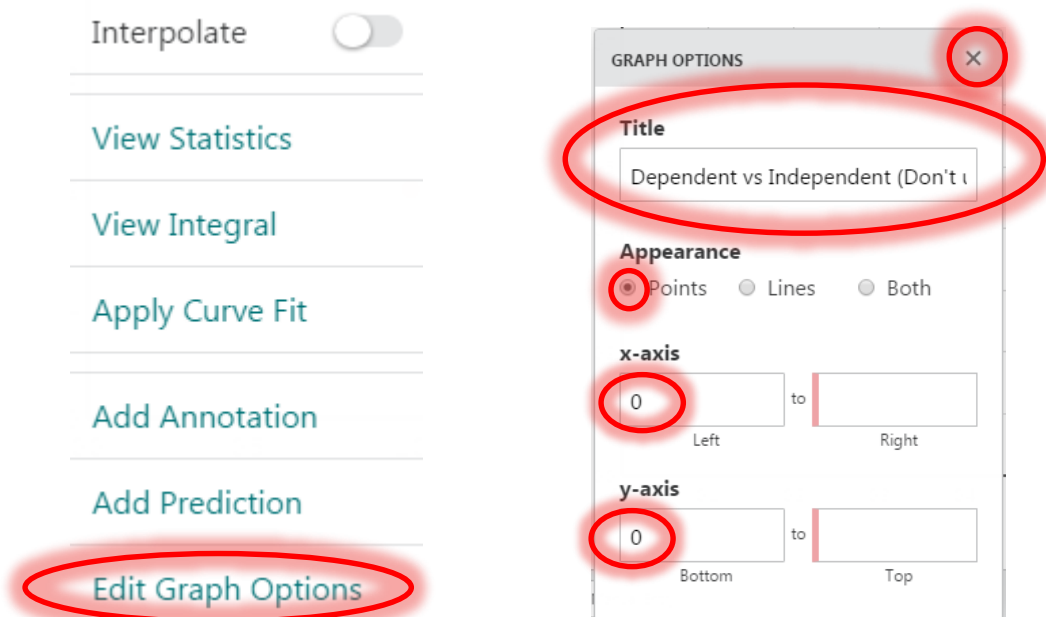 Interpolate
View Statistics
View Integral
Apply Curve Fit
Add Annotation
Add Prediction
Edit Graph Options
GRAPH OPTIONS
Title
Dependent vs Independent (Don't
Appearance
Points Lines Both
x-axis
0 to
Left Right
y-axis
0 to
Bottom Top